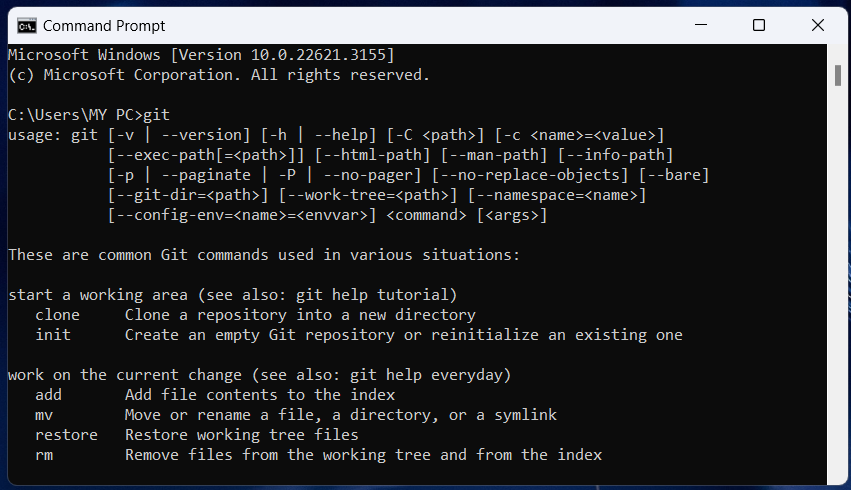 Command Prompt
Microsoft Windows [Version 10.0.22621.3155]
(c) Microsoft Corporation. All rights reserved.
C:\Users\MY PC>git
usage: git [-v | --version] [-h | --help] [-C <path>] [-c <name>=<value>]
           [--exec-path[=<path>]] [--html-path] [--man-path] [--info-path]
           [-p | --paginate | -P | --no-pager] [--no-replace-objects] [--bare]
           [--git-dir=<path>] [--work-tree=<path>] [--namespace=<name>]
           [--config-env=<name>=<envvar>] <command> [<args>]
These are common Git commands used in various situations:
start a working area (see also: git help tutorial)
   clone     Clone a repository into a new directory
   init      Create an empty Git repository or reinitialize an existing one
work on the current change (see also: git help everyday)
   add       Add file contents to the index
   mv        Move or rename a file, a directory, or a symlink
   restore   Restore working tree files
   rm        Remove files from the working tree and from the index